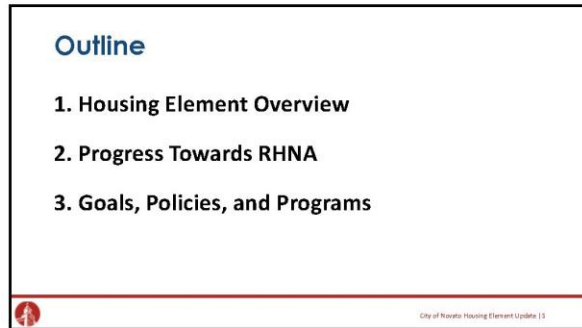 Outline
1. Housing Element Overview
2. Progress Towards RHNA
3. Goals, Policies, and Programs
City of Novato Housing Element Update |